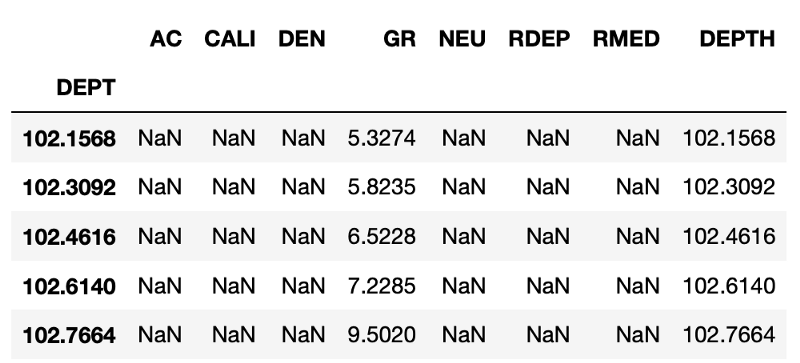 AC CALI DEN GR NEU RDEP RMED DEPTH
DEPT
102.1568 NaN NaN NaN 5.3274 NaN NaN NaN 102.1568
102.3092 NaN NaN NaN 5.8235 NaN NaN NaN 102.3092
102.4616 NaN NaN NaN 6.5228 NaN NaN NaN 102.4616
102.6140 NaN NaN NaN 7.2285 NaN NaN NaN 102.6140
102.7664 NaN NaN NaN 9.5020 NaN NaN NaN 102.7664